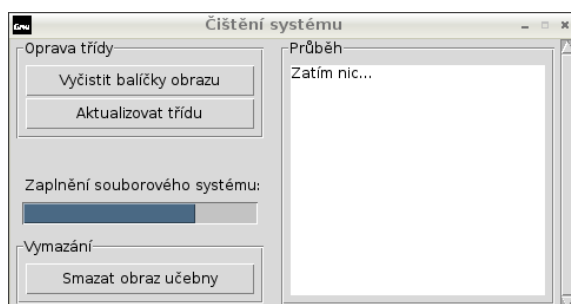 Gnu
Čištění systému
Oprava třídy
Vyčistit balíčky obrazu
Aktualizovat třídu
Zaplnění souborového systému:
Vymazání
Smazat obraz učebny
Průběh
Zatím nic...